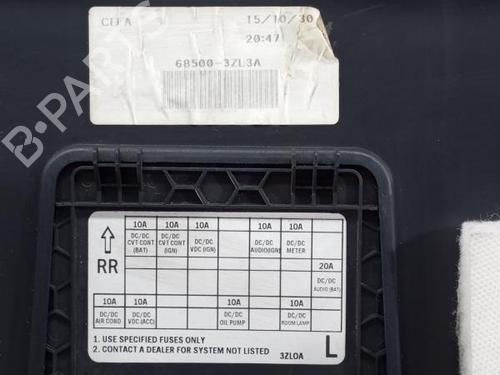 CLFA 15/10/30
20:47
68500-3ZL3A
B-PARTS
10A 10A 10A 10A 10A
DC/DC CVT CONT (BAT) DC/DC CVT CONT (IGN) DC/DC VDC (IGN) DC/DC AUDIO(IGN) DC/DC METER
RR
20A
DC/DC AUDIO (BAT)
10A 10A 10A 10A
DC/DC AIR COND DC/DC VDC (ACC) DC/DC OIL PUMP DC/DC ROOM LAMP
1. USE SPECIFIED FUSES ONLY
2. CONTACT A DEALER FOR SYSTEM NOT LISTED
3ZL0A L